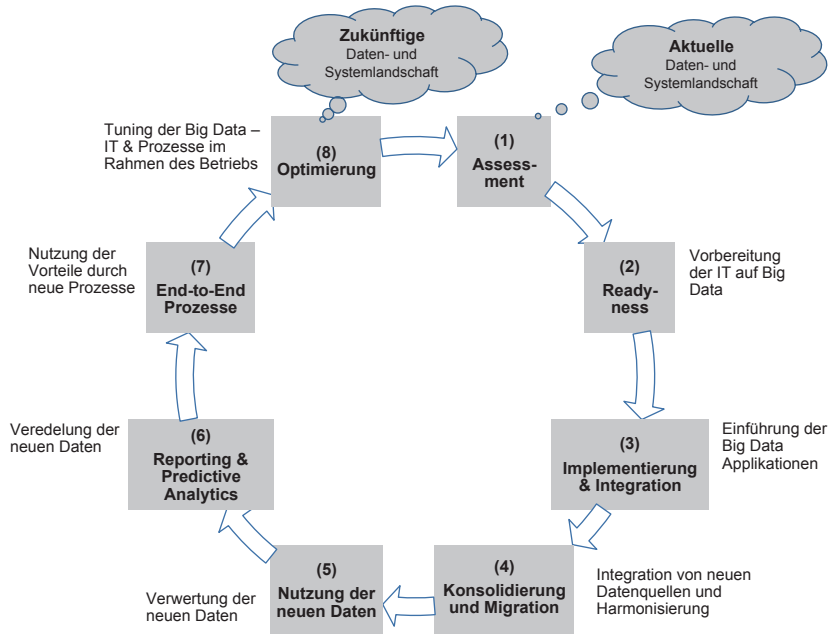 Zukünftige
Daten- und
Systemlandschaft
Aktuelle
Daten- und
Systemlandschaft
Tuning der Big Data –
IT & Prozesse im
Rahmen des Betriebs
(8)
Optimierung
(1)
Assess-
ment
Nutzung der
Vorteile durch
neue Prozesse
(7)
End-to-End
Prozesse
(2)
Ready-
ness
Vorbereitung
der IT auf Big
Data
Veredelung der
neuen Daten
(6)
Reporting &
Predictive
Analytics
(3)
Implementierung
& Integration
Einführung der
Big Data
Applikationen
Verwertung der
neuen Daten
(5)
Nutzung der
neuen Daten
(4)
Konsolidierung
und Migration
Integration von neuen
Datenquellen und
Harmonisierung